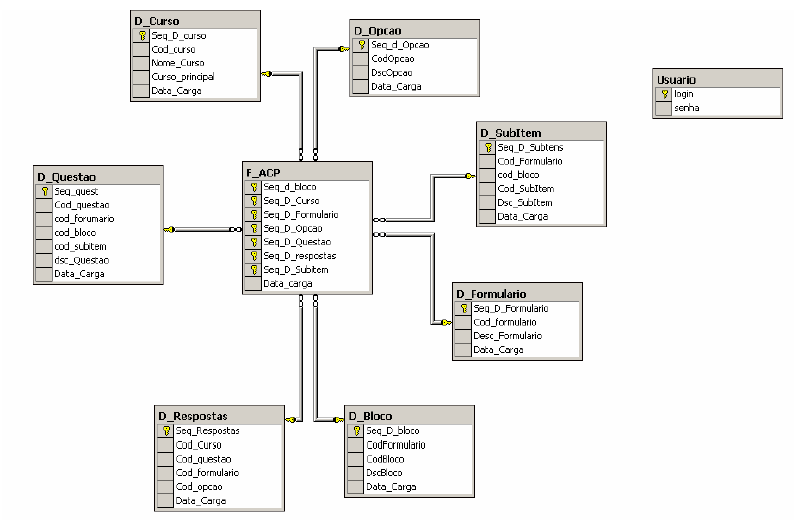 D_Curso
Seq_D_curso
Cod_curso
Nome_Curso
Curso_principal
Data_Carga
D_Opcao
Seq_d_Opcao
CodOpcao
DscOpcao
Data_Carga
Usuario
login
senha
D_SubItem
Seq_D_Subtens
Cod_Formulario
cod_bloco
Cod_SubItem
Dsc_SubItem
Data_Carga
D_Questao
Seq_quest
Cod_questao
cod_forumario
cod_bloco
cod_subitem
dsc_Questao
Data_Carga
F_ACP
Seq_d_bloco
Seq_D_Curso
Seq_D_Formulario
Seq_D_Opcao
Seq_D_Questao
Seq_D_respostas
Seq_D_SubItem
Data_carga
D_Formulario
Seq_D_Formulario
Cod_formulario
Desc_Formulario
Data_Carga
D_Respostas
Seq_Respostas
Cod_Curso
Cod_questao
Cod_formulario
Cod_opcao
Data_Carga
D_Bloco
Seq_D_bloco
CodFormulario
CodBloco
DscBloco
Data_Carga